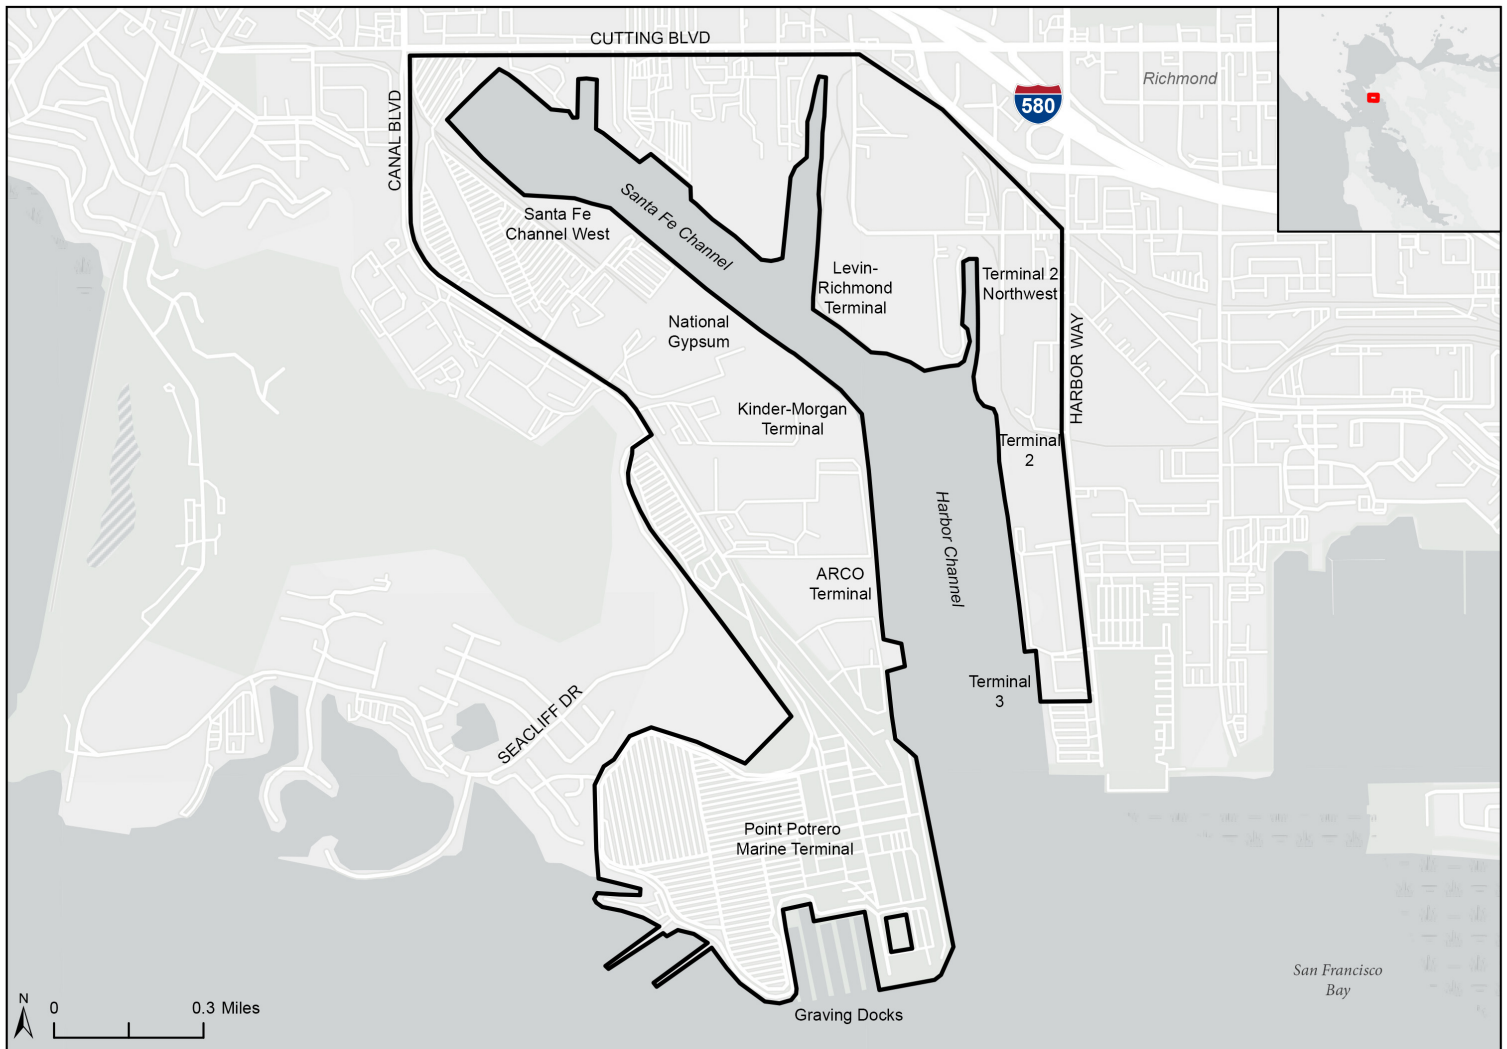 CUTTING BLVD
Richmond
580
CANAL BLVD
Santa Fe
Channel West
Santa Fe Channel
Levin-
Richmond
Terminal
Terminal 2
Northwest
National
Gypsum
HARBOR WAY
Kinder-Morgan
Terminal
Terminal
2
Harbor Channel
ARCO
Terminal
Terminal
3
SEACLIFF DR
Point Potrero
Marine Terminal
San Francisco
Bay
N
0 0.3 Miles
Graving Docks